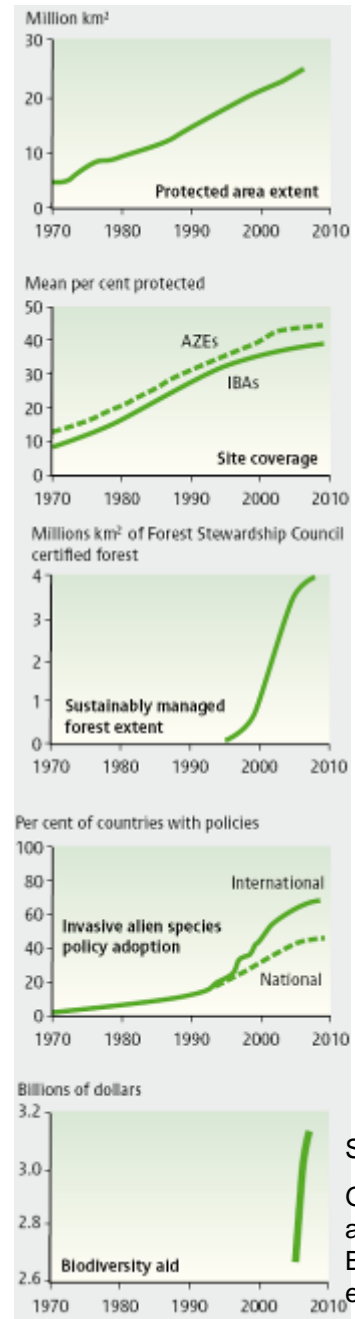 Million km²
30
20
10
0
Protected area extent
1970 1980 1990 2000 2010
Mean per cent protected
50
40
30
20
10
0
AZEs
IBAs
Site coverage
1970 1980 1990 2000 2010
Millions km² of Forest Stewardship Council
certified forest
4
3
2
1
0
Sustainably managed
forest extent
1970 1980 1990 2000 2010
Per cent of countries with policies
100
80
60
40
20
0
International
Invasive alien species
policy adoption
National
1970 1980 1990 2000 2010
Billions of dollars
3.2
3.0
2.8
2.6
Biodiversity aid
1970 1980 1990 2000 2010